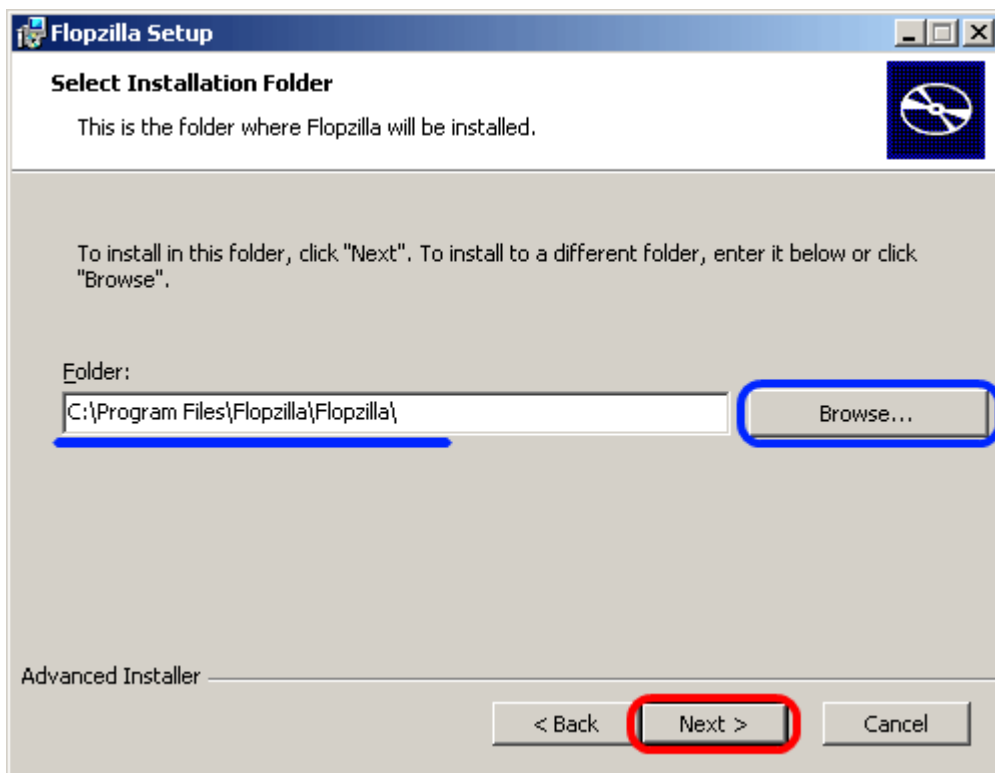 Flopzilla Setup
Select Installation Folder
This is the folder where Flopzilla will be installed.
To install in this folder, click "Next". To install to a different folder, enter it below or click
"Browse".
Folder:
C:\Program Files\Flopzilla\Flopzilla\
Browse...
Advanced Installer
< Back
Next >
Cancel